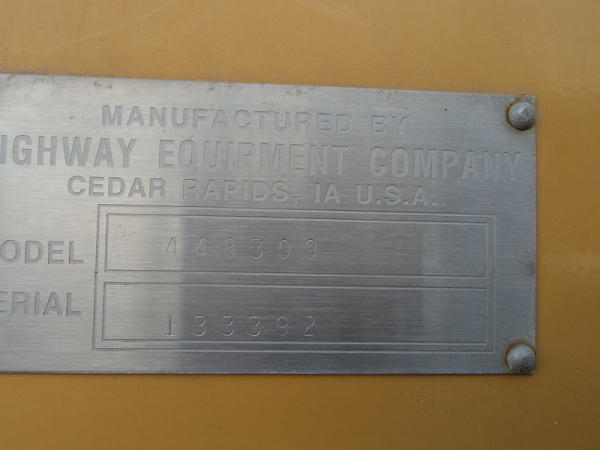 MANUFACTURED BY
IGHWAY EQUIPMENT COMPANY
CEDAR RAPIDS, IA U.S.A.
ODEL 448309
ERIAL 133392